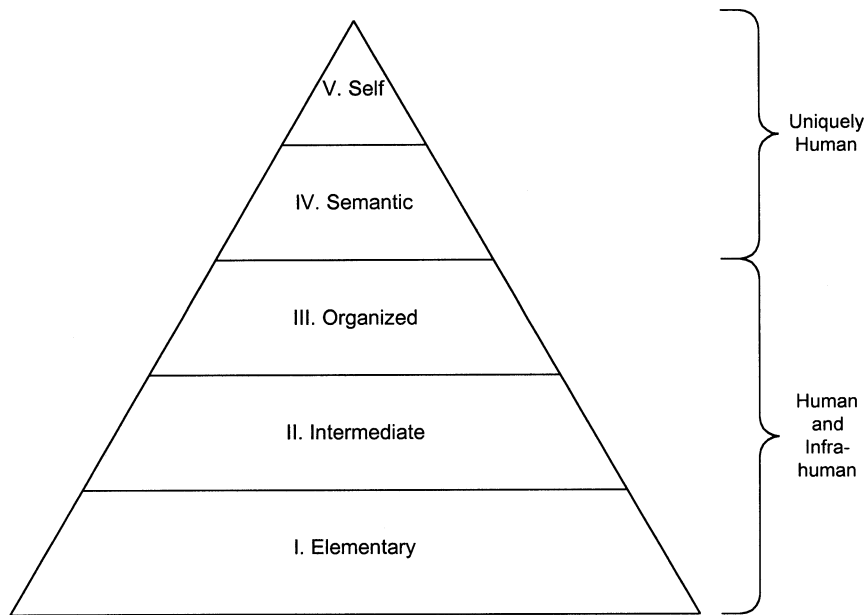 V. Self
IV. Semantic
III. Organized
II. Intermediate
I. Elementary
Uniquely
Human
Human
and
Infra-
human